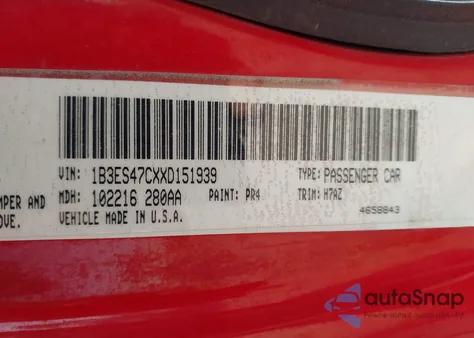 VIN: 1B3ES47CXXD151939 TYPE: PASSENGER CAR
MPER AND MDH: 102216 280AA PAINT: PR4 TRIM: H7AZ
OVE. VEHICLE MADE IN U.S.A. 4658843
autoSnap